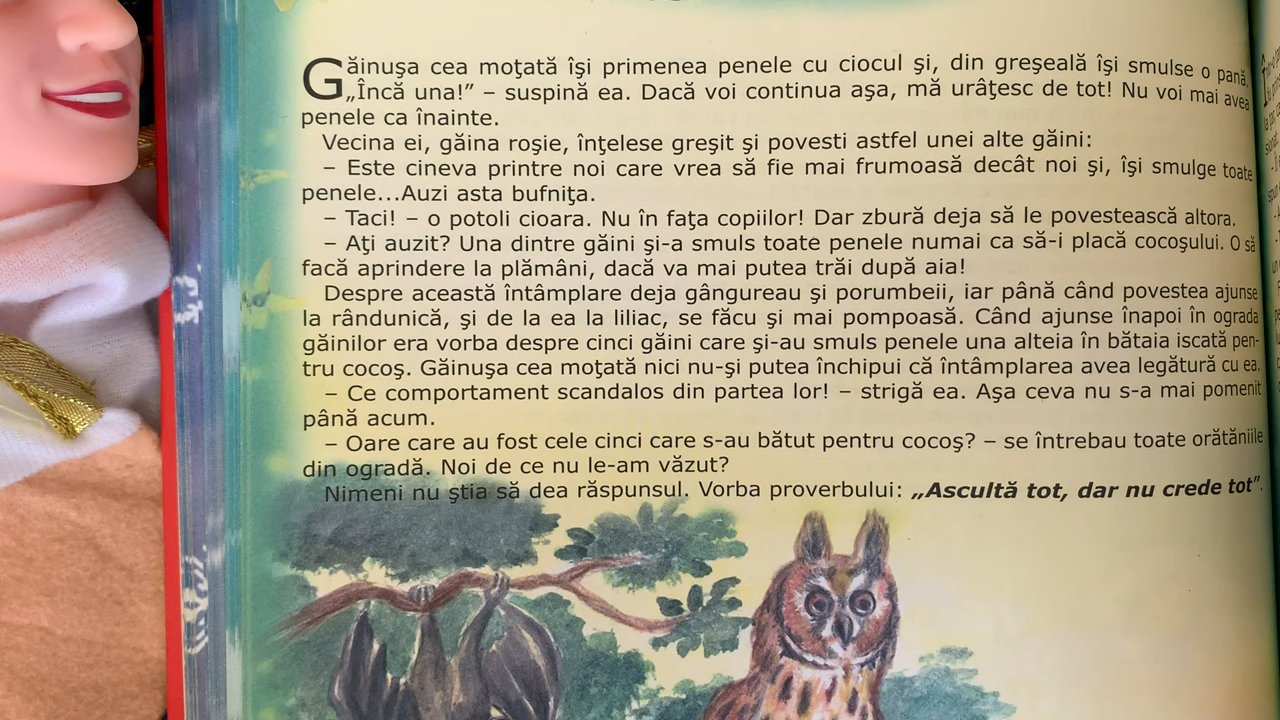 Găinuşa cea moţată îşi primenea penele cu ciocul şi, din greşeală îşi smulse o pană.
„Încă una!” – suspină ea. Dacă voi continua aşa, mă urâţesc de tot! Nu voi mai avea
penele ca înainte.
Vecina ei, găina roşie, înţelese greşit şi povesti astfel unei alte găini:
– Este cineva printre noi care vrea să fie mai frumoasă decât noi şi, îşi smulge toate
penele...Auzi asta bufniţa.
– Taci! – o potoli cioara. Nu în faţa copiilor! Dar zbură deja să le povestească altora.
– Aţi auzit? Una dintre găini şi-a smuls toate penele numai ca să-i placă cocoşului. O să
facă aprindere la plămâni, dacă va mai putea trăi după aia!
Despre această întâmplare deja gângureau şi porumbeii, iar până când povestea ajunse
la rândunică, şi de la ea la liliac, se făcu şi mai pompoasă. Când ajunse înapoi în ograda
găinilor era vorba despre cinci găini care şi-au smuls penele una alteia în bătaia iscată pen-
tru cocoş. Găinuşa cea moţată nici nu-şi putea închipui că întâmplarea avea legătură cu ea.
– Ce comportament scandalos din partea lor! – strigă ea. Aşa ceva nu s-a mai pomenit
până acum.
– Oare care au fost cele cinci care s-au bătut pentru cocoş? – se întrebau toate orătăniile
din ogradă. Noi de ce nu le-am văzut?
Nimeni nu ştia să dea răspunsul. Vorba proverbului: „Ascultă tot, dar nu crede tot”.